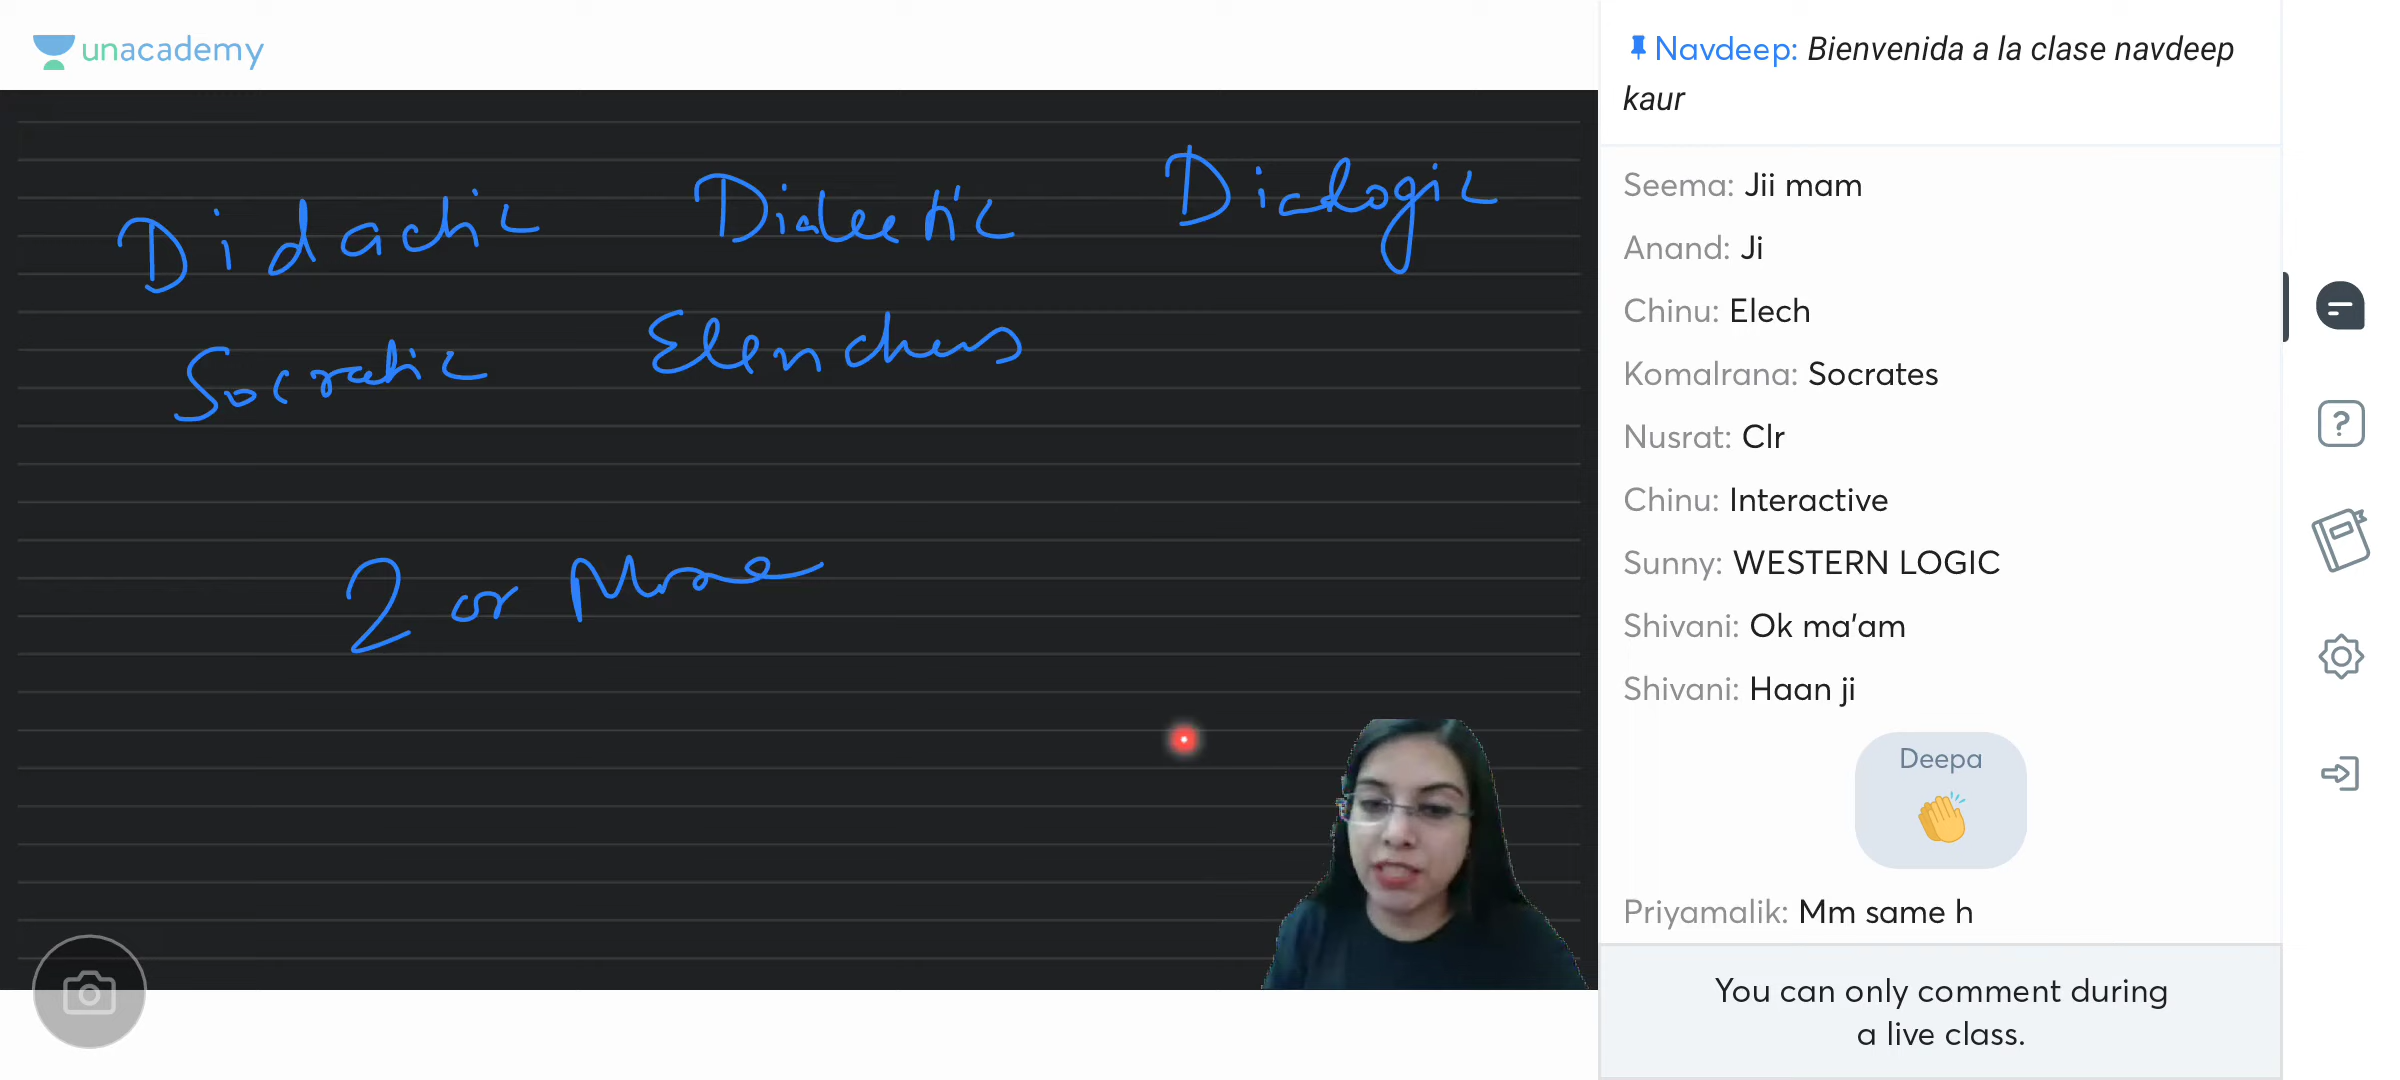 unacademy
Didactic Dialectic Dialogic
Socratic Elenchus
2 or More
Navdeep: Bienvenida a la clase navdeep
kaur
Seema: Jii mam
Anand: Ji
Chinu: Elech
Komalrana: Socrates
Nusrat: Clr
Chinu: Interactive
Sunny: WESTERN LOGIC
Shivani: Ok ma'am
Shivani: Haan ji
Deepa
Priyamalik: Mm same h
You can only comment during
a live class.